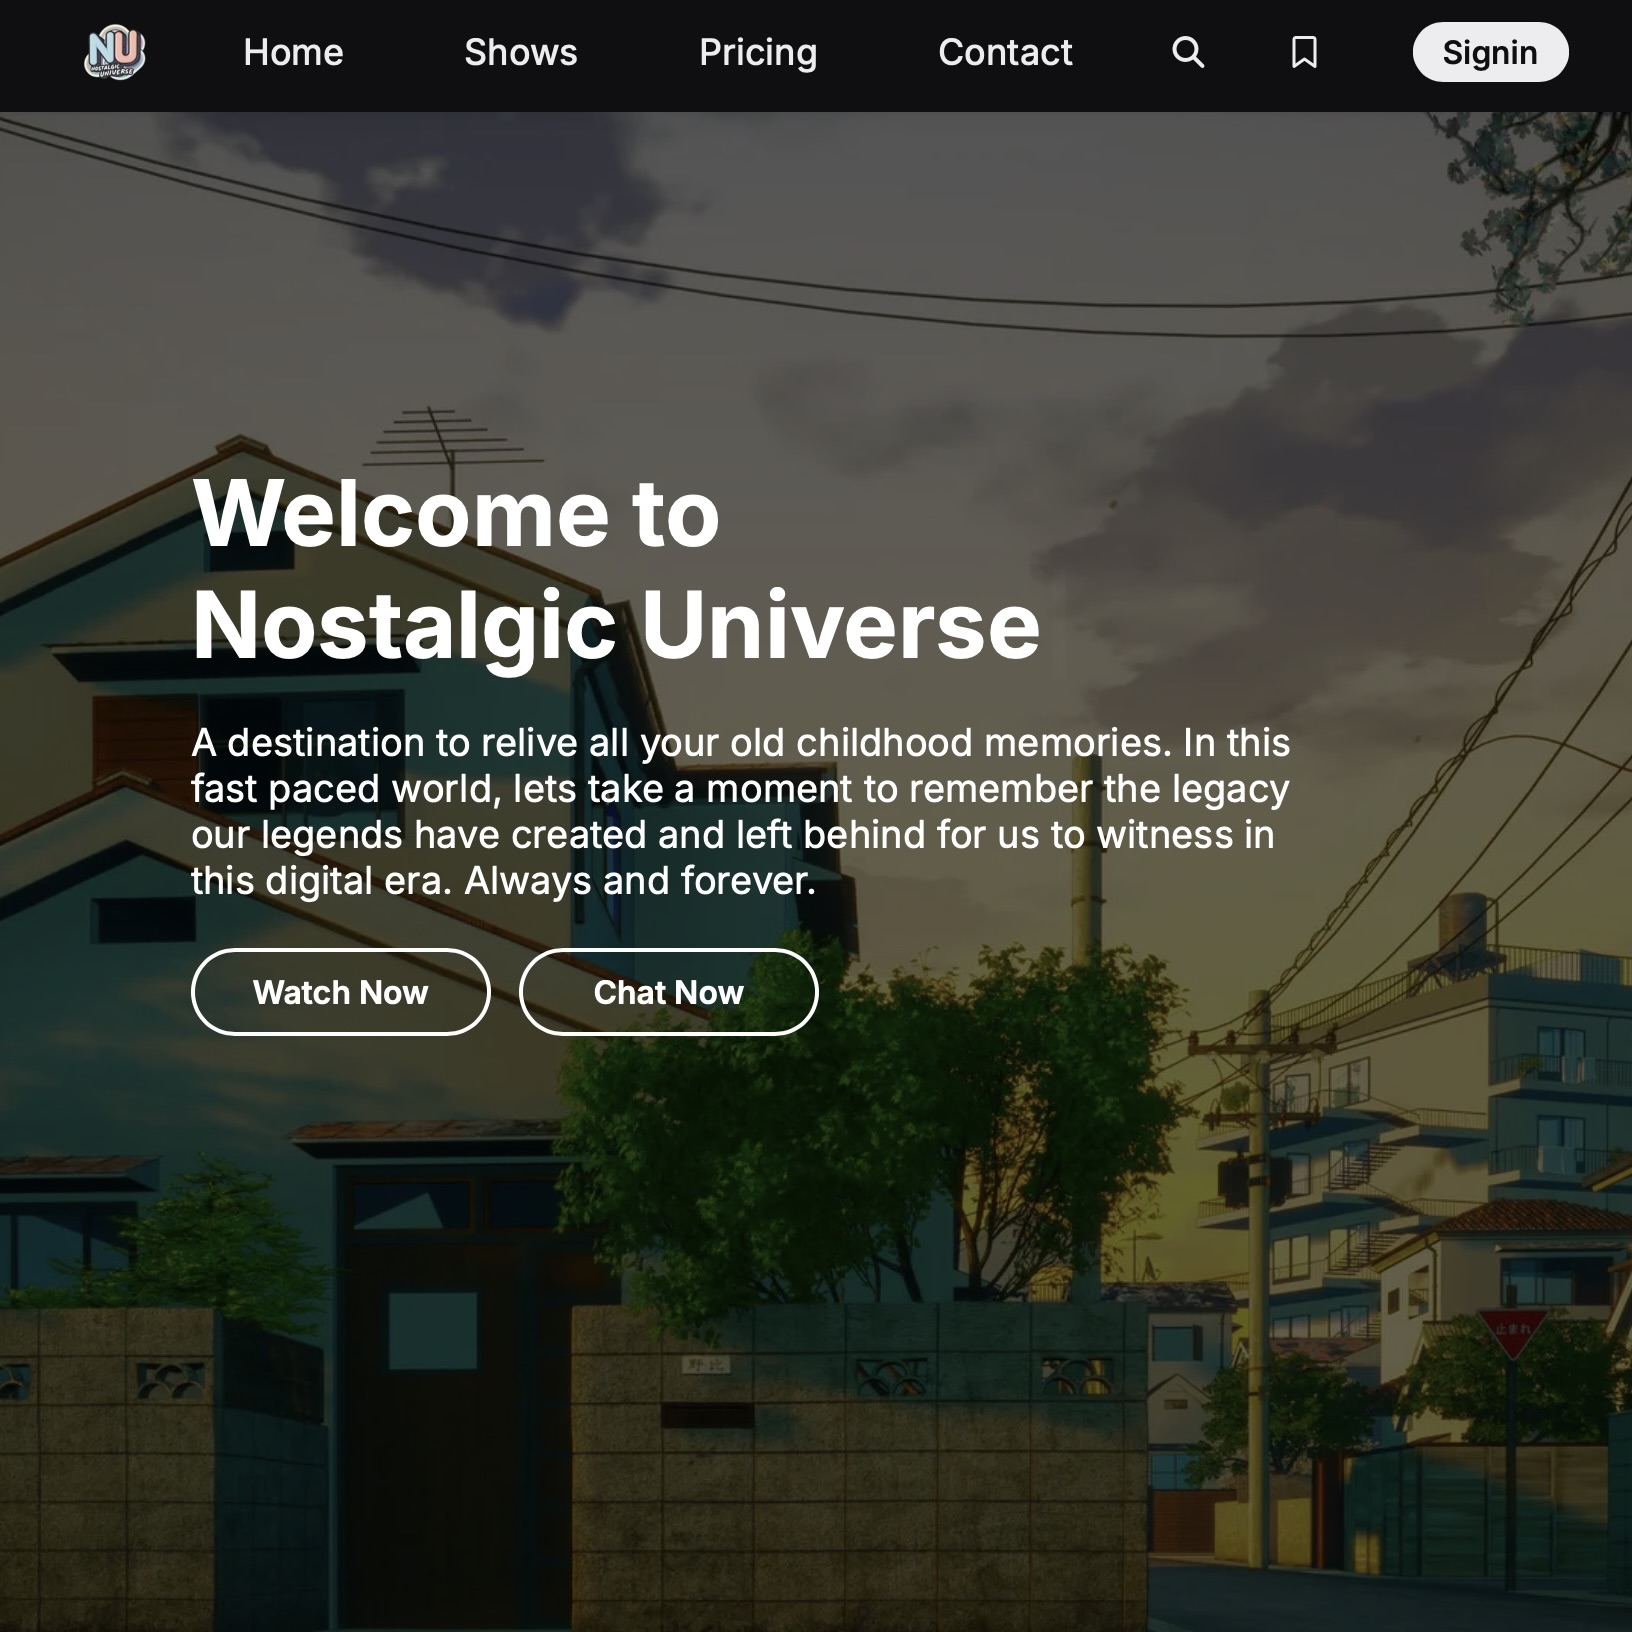 NU
NOSTALGIC
UNIVERSE
Home
Shows
Pricing
Contact
Signin
Welcome to
Nostalgic Universe
A destination to relive all your old childhood memories. In this
fast paced world, lets take a moment to remember the legacy
our legends have created and left behind for us to witness in
this digital era. Always and forever.
Watch Now
Chat Now
止まれ
野比